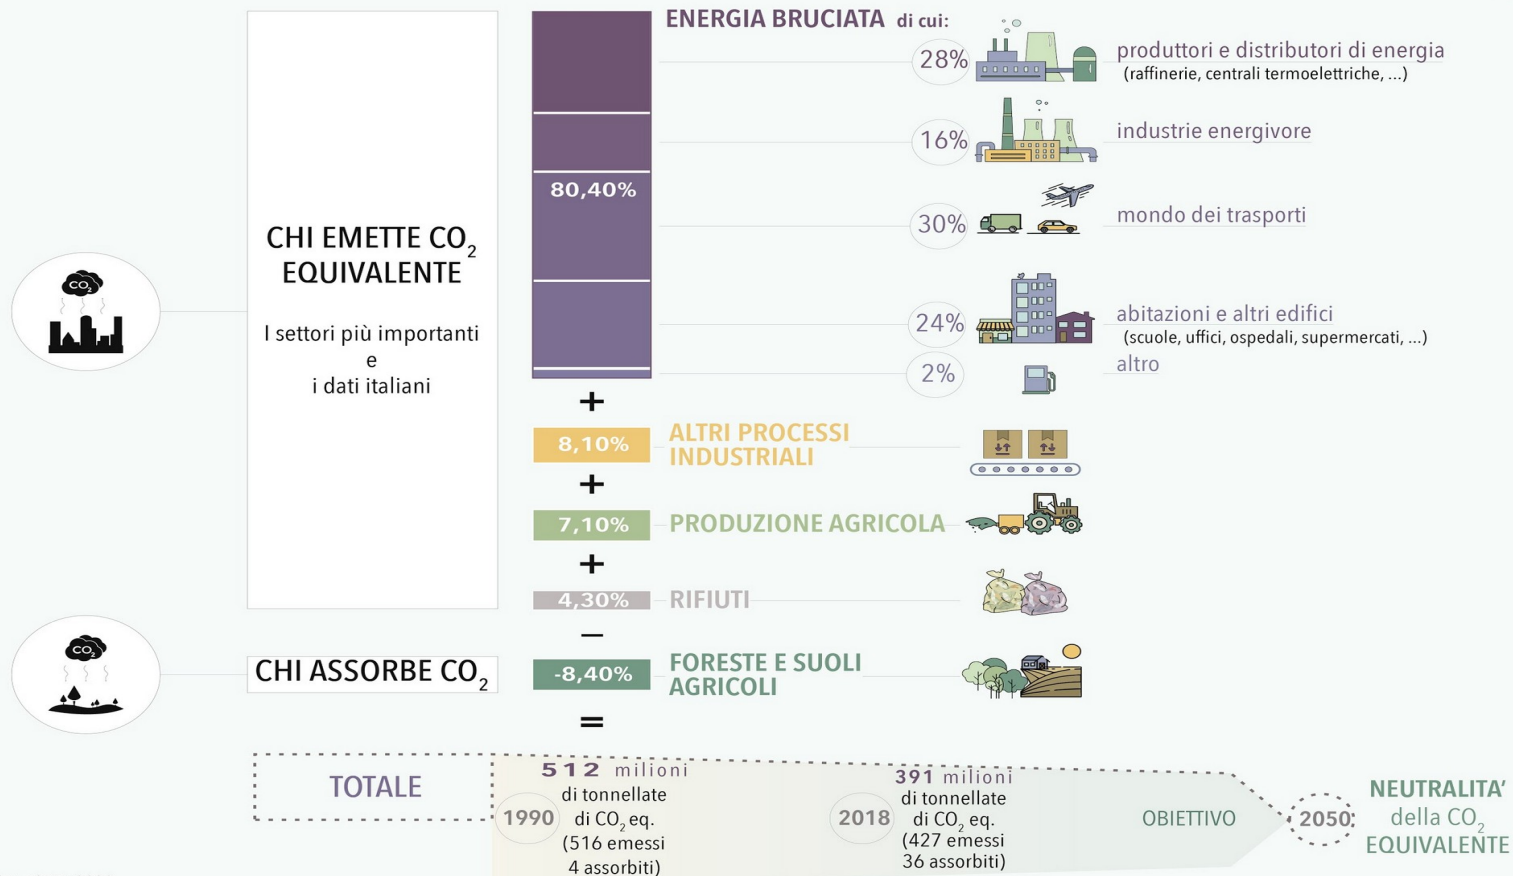 CO2
CHI EMETTE CO2
EQUIVALENTE
I settori più importanti
e
i dati italiani
ENERGIA BRUCIATA di cui:
80,40%
28%
produttori e distributori di energia
(raffinerie, centrali termoelettriche, ...)
16%
industrie energivore
30%
mondo dei trasporti
24%
abitazioni e altri edifici
(scuole, uffici, ospedali, supermercati, ...)
2%
altro
+
8,10%
ALTRI PROCESSI
INDUSTRIALI
+
7,10%
PRODUZIONE AGRICOLA
+
4,30%
RIFIUTI
–
CO2
CHI ASSORBE CO2
-8,40%
FORESTE E SUOLI
AGRICOLI
=
TOTALE
1990
512 milioni
di tonnellate
di CO2 eq.
(516 emessi
4 assorbiti)
2018
391 milioni
di tonnellate
di CO2 eq.
(427 emessi
36 assorbiti)
OBIETTIVO
2050
NEUTRALITA'
della CO2
EQUIVALENTE